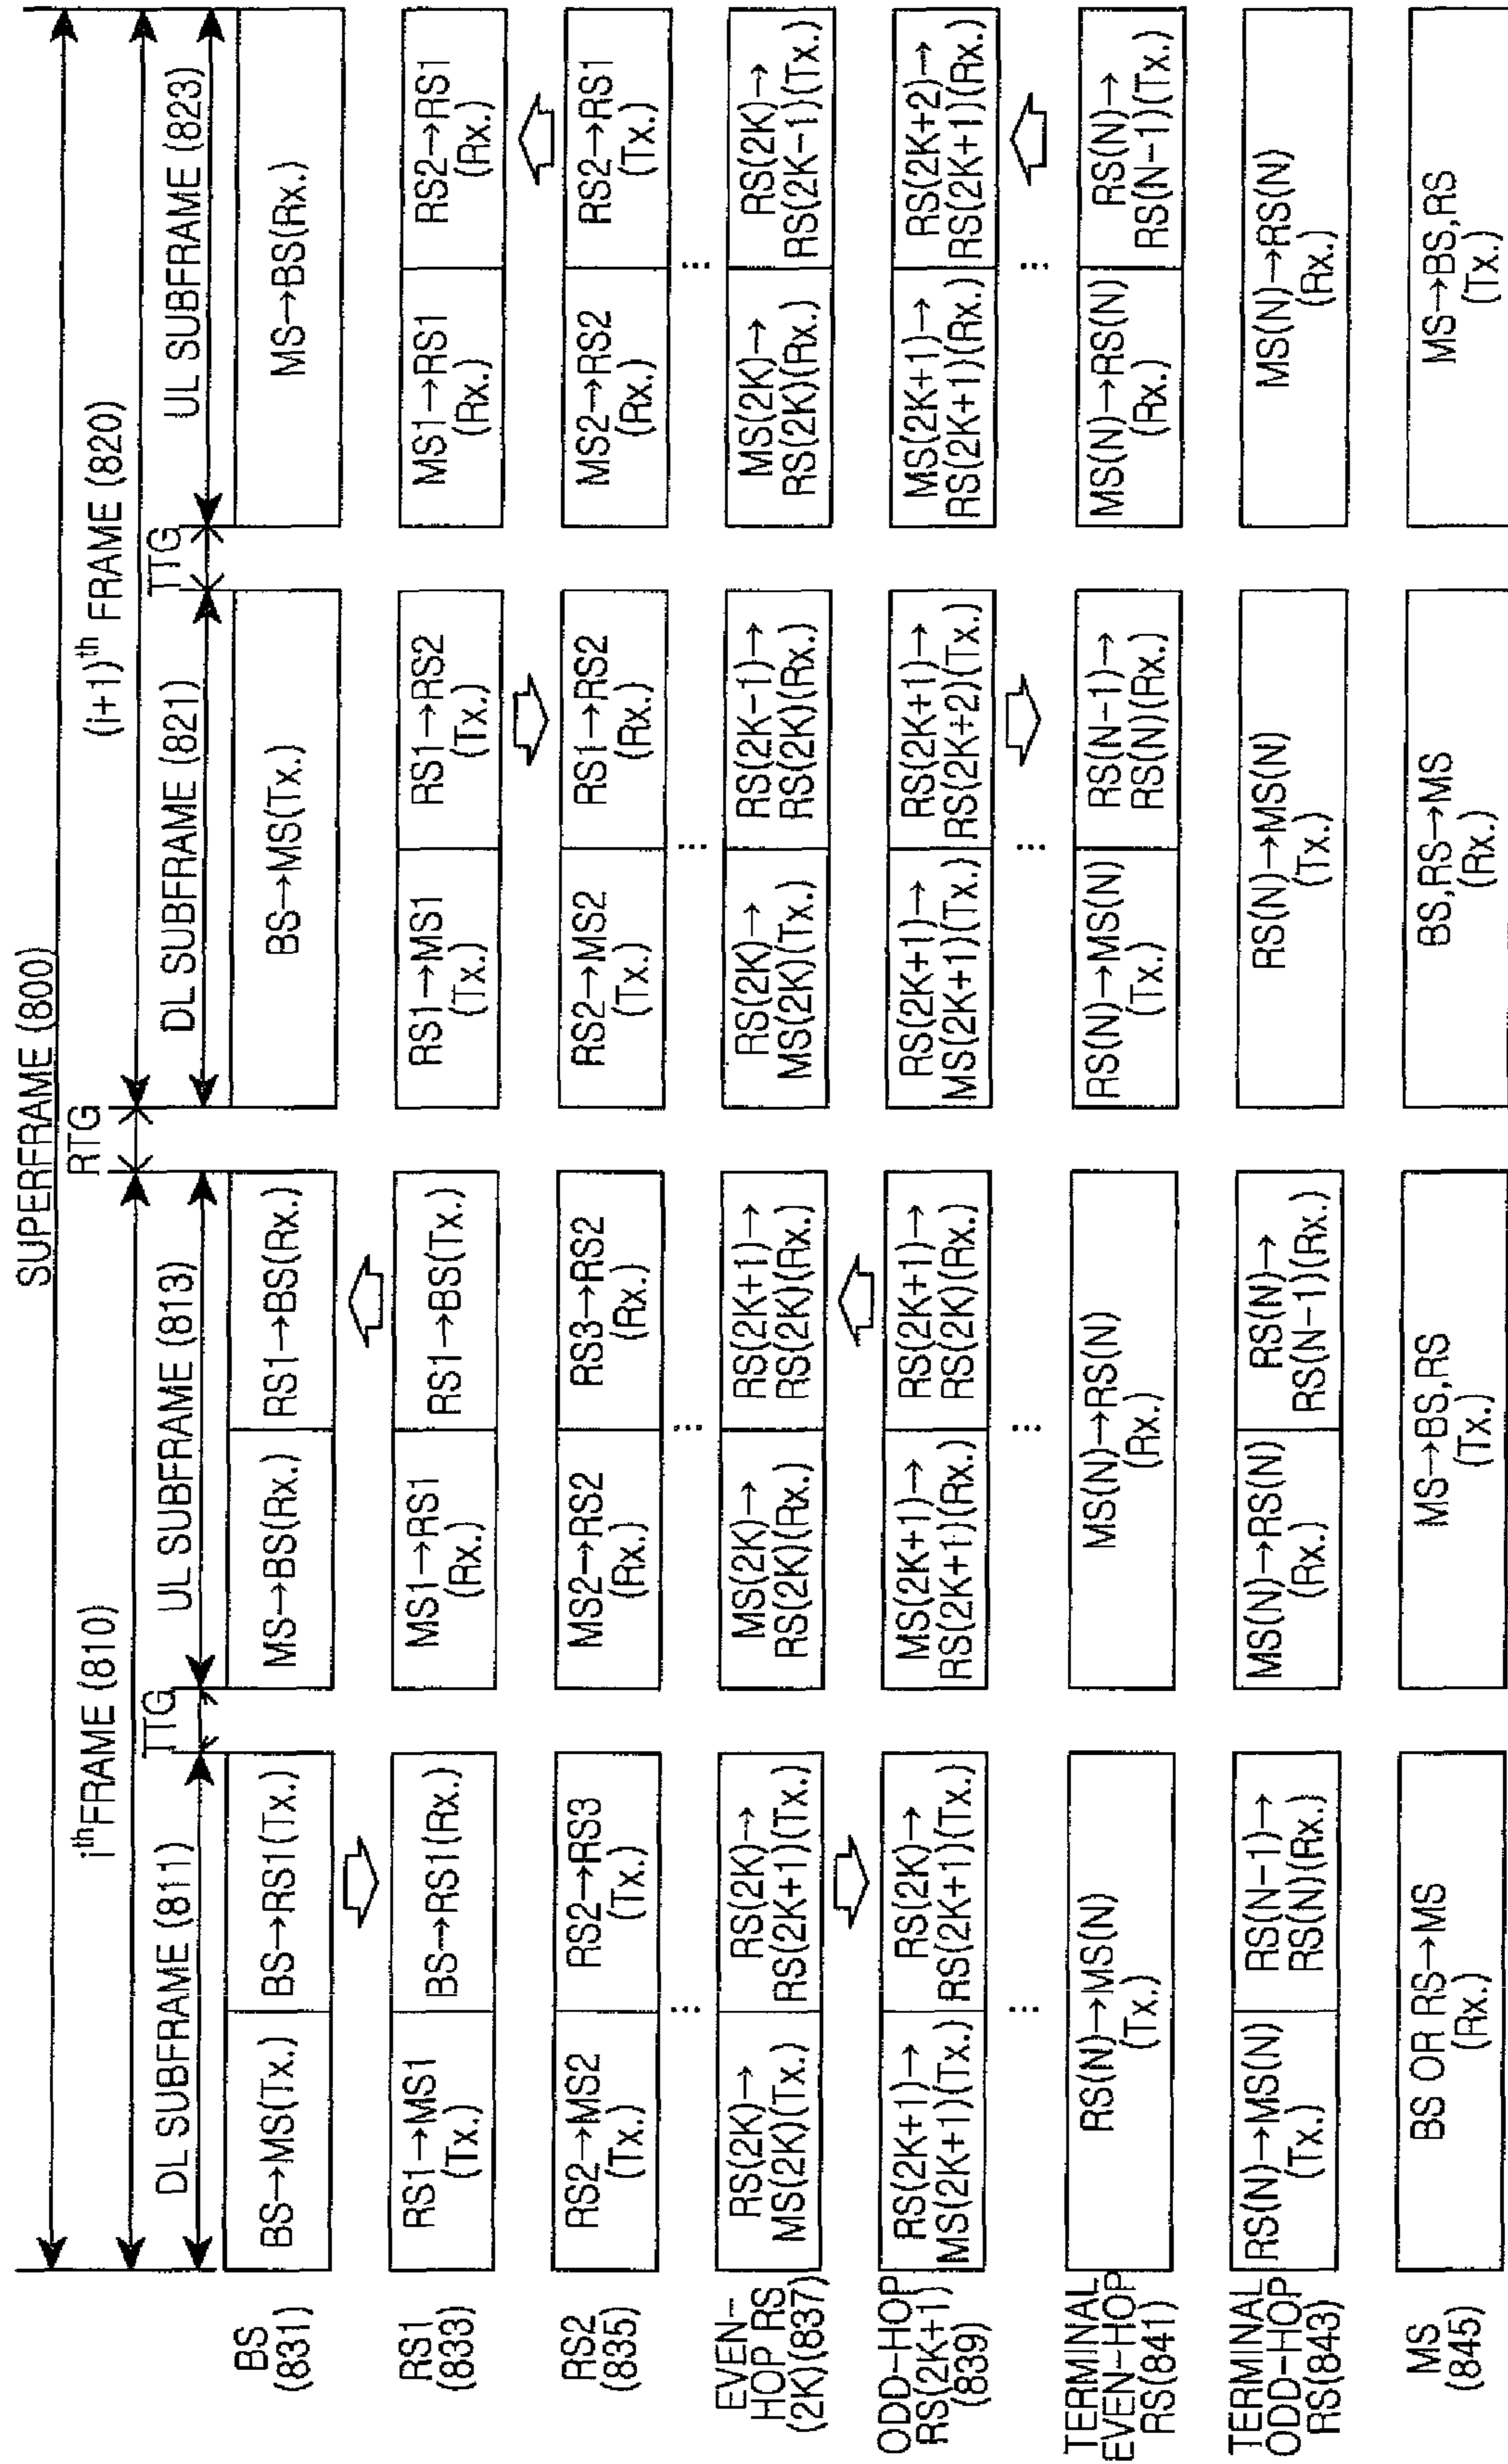 SUPERFRAME (800)
i th FRAME (810)
RTG
(i+1) th FRAME (820)
DL SUBFRAME (811)
TTG
UL SUBFRAME (813)
DL SUBFRAME (821)
TTG
UL SUBFRAME (823)
BS
(831)
BS→MS(Tx.)
BS→RS1(Tx.)
MS→BS(Rx.)
RS1→BS(Rx.)
BS→MS(Tx.)
MS→BS(Rx.)
RS1
(833)
RS1→MS1
(Tx.)
BS→RS1(Rx.)
MS1→RS1
(Rx.)
RS1→BS(Tx.)
RS1→MS1
(Tx.)
RS1→RS2
(Tx.)
MS1→RS1
(Rx.)
RS2→RS1
(Rx.)
RS2
(835)
RS2→MS2
(Tx.)
RS2→RS3
(Tx.)
MS2→RS2
(Rx.)
RS3→RS2
(Rx.)
RS2→MS2
(Tx.)
RS1→RS2
(Rx.)
MS2→RS2
(Rx.)
RS2→RS1
(Tx.)
...
...
...
...
EVEN-
HOP RS
(2K)(837)
RS(2K)→
MS(2K)(Tx.)
RS(2K)→
RS(2K+1)(Tx.)
MS(2K)→
RS(2K)(Rx.)
RS(2K+1)→
RS(2K)(Rx.)
RS(2K)→
MS(2K)(Tx.)
RS(2K-1)→
RS(2K)(Rx.)
MS(2K)→
RS(2K)(Rx.)
RS(2K)→
RS(2K-1)(Tx.)
ODD-HOP
RS(2K+1)
(839)
RS(2K+1)→
MS(2K+1)(Tx.)
RS(2K)→
RS(2K+1)(Tx.)
MS(2K+1)→
RS(2K+1)(Rx.)
RS(2K+1)→
RS(2K)(Rx.)
RS(2K+1)→
MS(2K+1)(Tx.)
RS(2K+1)→
RS(2K+2)(Tx.)
MS(2K+1)→
RS(2K+1)(Rx.)
RS(2K+2)→
RS(2K+1)(Rx.)
...
...
...
...
TERMINAL
EVEN-HOP
RS(841)
RS(N)→MS(N)
(Tx.)
MS(N)→RS(N)
(Rx.)
RS(N)→MS(N)
(Tx.)
RS(N-1)→
RS(N)(Rx.)
MS(N)→RS(N)
(Rx.)
RS(N)→
RS(N-1)(Tx.)
TERMINAL
ODD-HOP
RS(843)
RS(N)→MS(N)
(Tx.)
RS(N-1)→
RS(N)(Rx.)
MS(N)→RS(N)
(Rx.)
RS(N)→
RS(N-1)(Rx.)
RS(N)→MS(N)
(Tx.)
MS(N)→RS(N)
(Rx.)
MS
(845)
BS OR RS→MS
(Rx.)
MS→BS,RS
(Tx.)
BS,RS→MS
(Rx.)
MS→BS,RS
(Tx.)